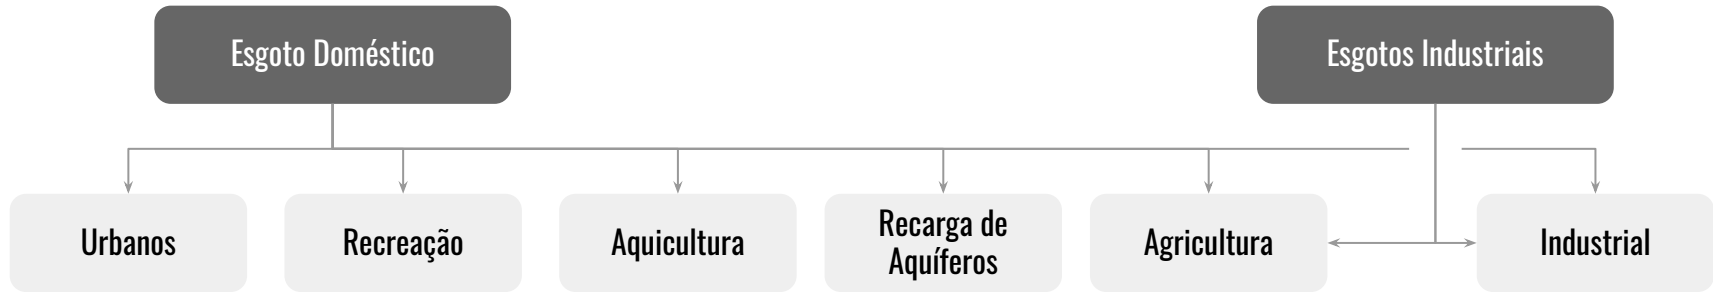 Esgoto Doméstico
Esgotos Industriais
Urbanos
Recreação
Aquicultura
Recarga de
Aquíferos
Agricultura
Industrial